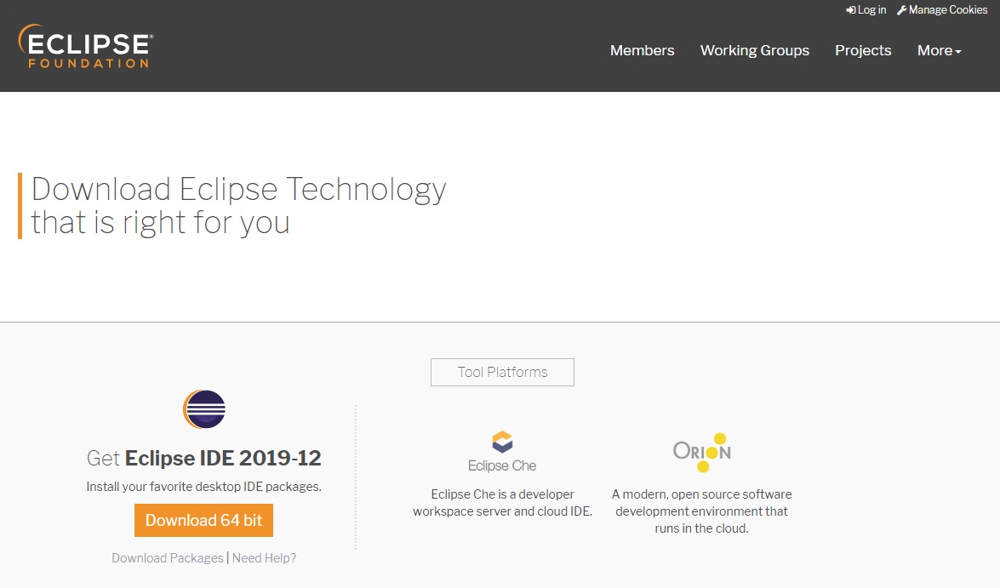 Log in Manage Cookies
ECLIPSE®
FOUNDATION
Members Working Groups Projects More
Download Eclipse Technology
that is right for you
Tool Platforms
Get Eclipse IDE 2019-12
Install your favorite desktop IDE packages.
Download 64 bit
Download Packages | Need Help?
Eclipse Che
Eclipse Che is a developer
workspace server and cloud IDE.
ORION
A modern, open source software
development environment that
runs in the cloud.